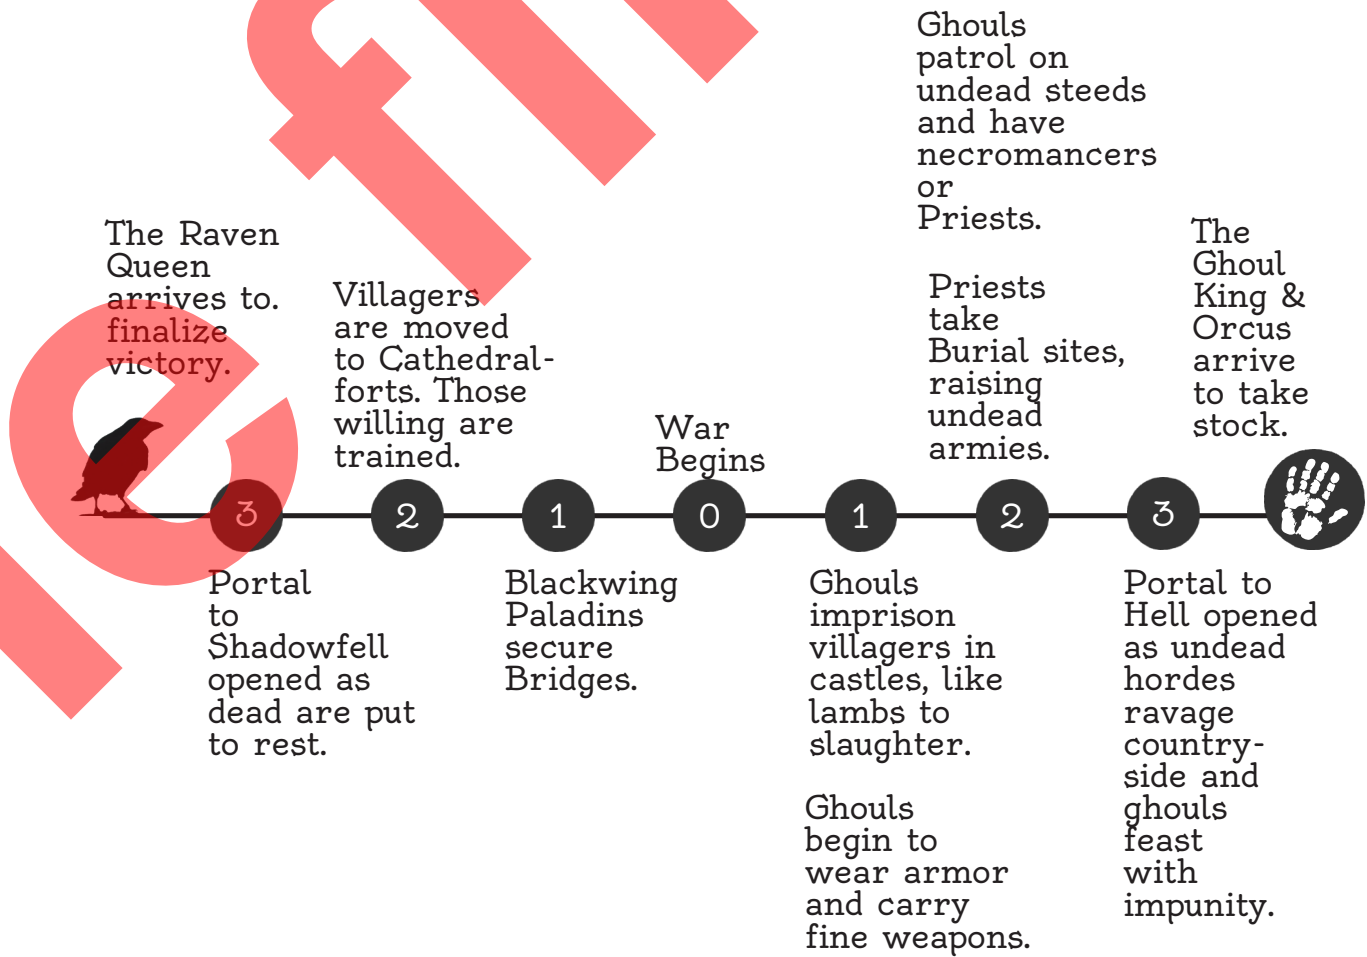 The Raven
Queen
arrives to.
finalize
victory.
Villagers
are moved
to Cathedral-
forts. Those
willing are
trained.
War
Begins
Ghouls
patrol on
undead steeds
and have
necromancers
or
Priests.
Priests
take
Burial sites,
raising
undead
armies.
The
Ghoul
King &
Orcus
arrive
to take
stock.
3
2
1
0
1
2
3
Portal
to
Shadowfell
opened as
dead are put
to rest.
Blackwing
Paladins
secure
Bridges.
Ghouls
imprison
villagers in
castles, like
lambs to
slaughter.
Ghouls
begin to
wear armor
and carry
fine weapons.
Portal to
Hell opened
as undead
hordes
ravage
country-
side and
ghouls
feast
with
impunity.